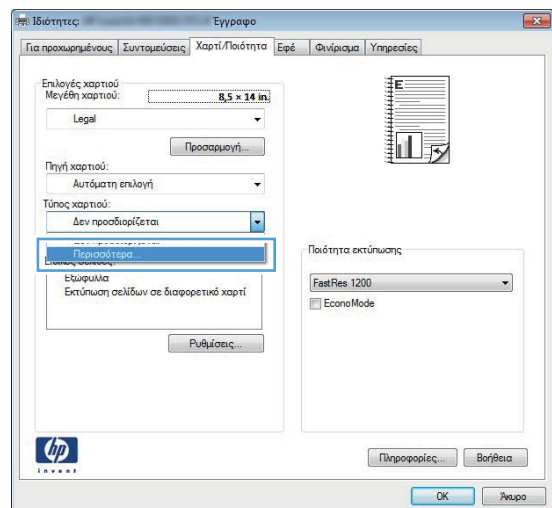 Ιδιότητες: Έγγραφο
Για προχωρημένους Συντομεύσεις Χαρτί/Ποιότητα Εφέ Φινίρισμα Υπηρεσίες
Επιλογές χαρτιού
Μεγέθη χαρτιού: 8,5 × 14 in.
Legal
Προσαρμογή...
Πηγή χαρτιού:
Αυτόματη επιλογή
Τύπος χαρτιού:
Δεν προσδιορίζεται
Περισσότερα...
Εξώφυλλα
Εκτύπωση σελίδων σε διαφορετικό χαρτί
Ρυθμίσεις...
E
Ποιότητα εκτύπωσης
FastRes 1200
EconoMode
hp
invent
Πληροφορίες... Βοήθεια
OK Άκυρο